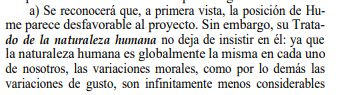 a) Se reconocerá que, a primera vista, la posición de Hu-
me parece desfavorable al proyecto. Sin embargo, su Trata-
do de la naturaleza humana no deja de insistir en él: ya que
la naturaleza humana es globalmente la misma en cada uno
de nosotros, las variaciones morales, como por lo demás las
variaciones de gusto, son infinitamente menos considerables